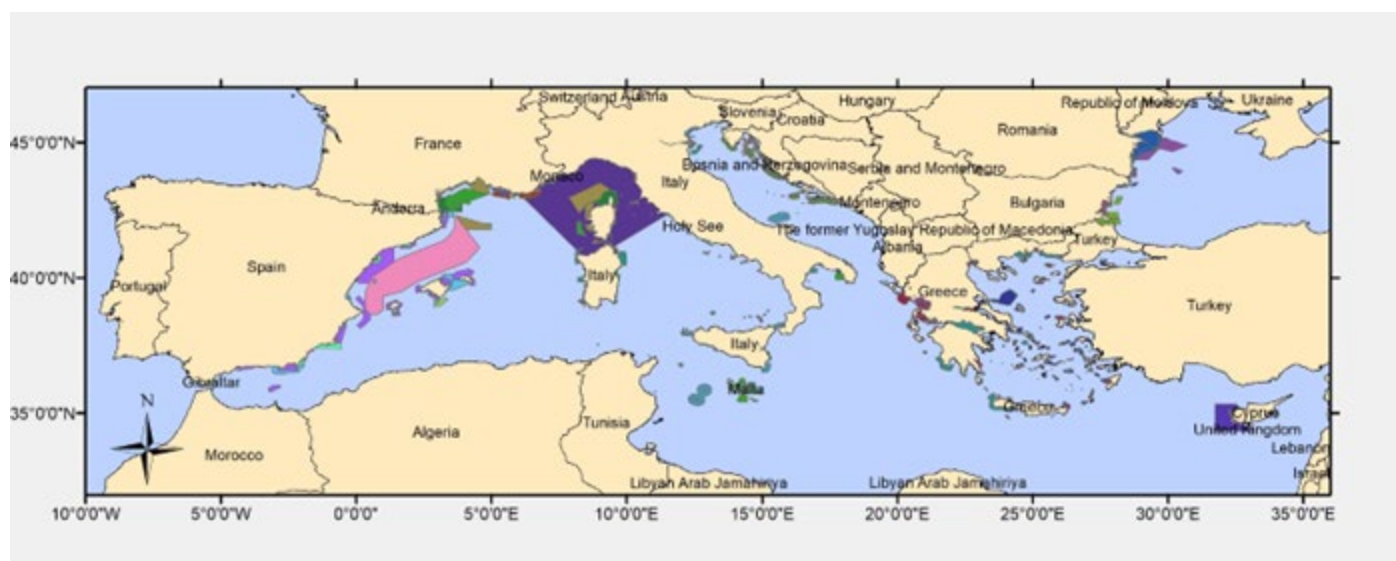 Switzerland Austria
Hungary
Republic of Moldova
Ukraine
Slovenia
Croatia
Romania
45°0'0"N
France
Bosnia and Herzegovina
Serbia and Montenegro
Monaco
Italy
Andorra
Montenegro
Bulgaria
Holy See
The former Yugoslav Republic of Macedonia
Turkey
Albania
40°0'0"N
Spain
Italy
Portugal
Greece
Turkey
Italy
Gibraltar
Malta
N
Greece
35°0'0"N
Cyprus
United Kingdom
Tunisia
Algeria
Morocco
Lebanon
Israel
Libyan Arab Jamahiriya
Libyan Arab Jamahiriya
10°0'0"W
5°0'0"W
0°0'0"
5°0'0"E
10°0'0"E
15°0'0"E
20°0'0"E
25°0'0"E
30°0'0"E
35°0'0"E